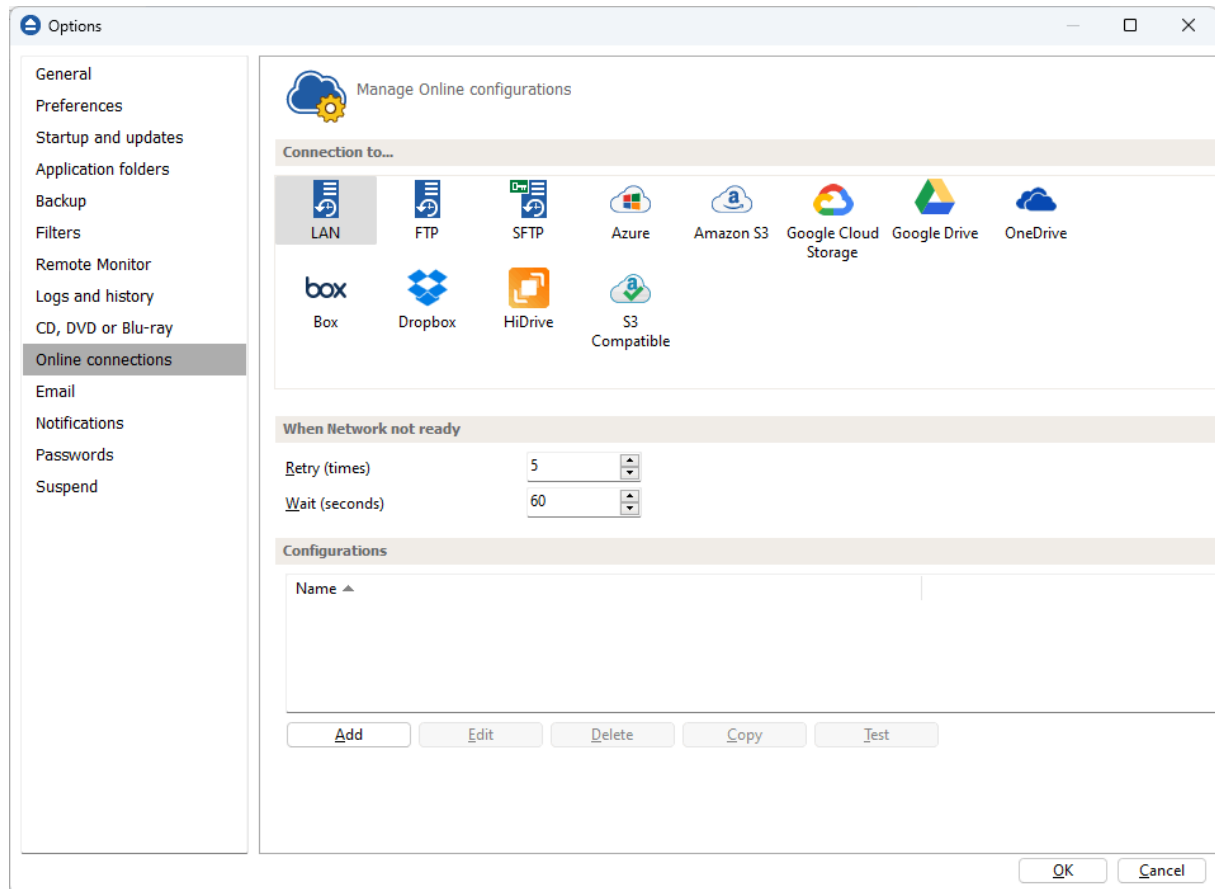 Options
General
Preferences
Startup and updates
Application folders
Backup
Filters
Remote Monitor
Logs and history
CD, DVD or Blu-ray
Online connections
Email
Notifications
Passwords
Suspend
Manage Online configurations
Connection to...
LAN FTP SFTP Azure Amazon S3 Google Cloud Google Drive OneDrive
Storage
box
Box Dropbox HiDrive S3
Compatible
When Network not ready
Retry (times) 5
Wait (seconds) 60
Configurations
Name
Add Edit Delete Copy Test
OK Cancel